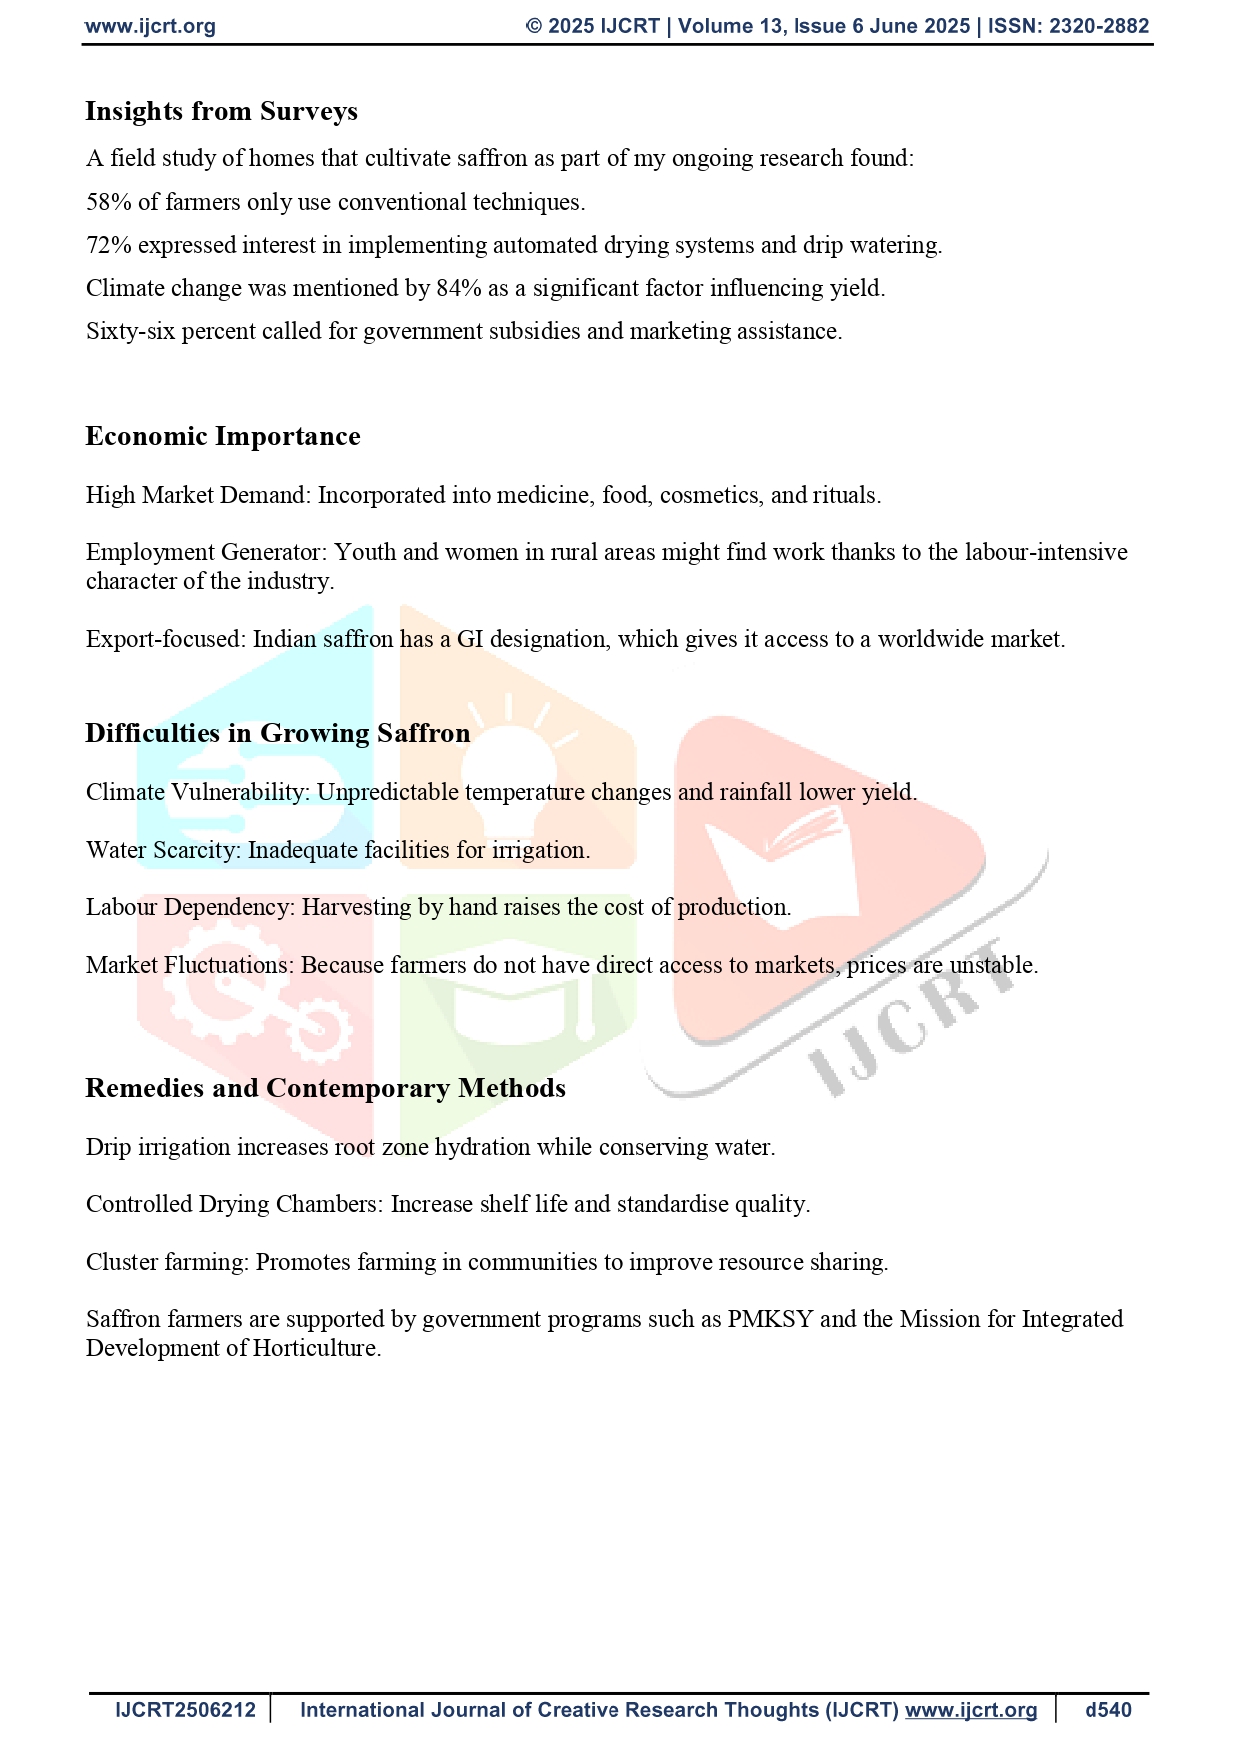 www.ijcrt.org © 2025 IJCRT | Volume 13, Issue 6 June 2025 | ISSN: 2320-2882
Insights from Surveys
A field study of homes that cultivate saffron as part of my ongoing research found:
58% of farmers only use conventional techniques.
72% expressed interest in implementing automated drying systems and drip watering.
Climate change was mentioned by 84% as a significant factor influencing yield.
Sixty-six percent called for government subsidies and marketing assistance.
Economic Importance
High Market Demand: Incorporated into medicine, food, cosmetics, and rituals.
Employment Generator: Youth and women in rural areas might find work thanks to the labour-intensive
character of the industry.
Export-focused: Indian saffron has a GI designation, which gives it access to a worldwide market.
Difficulties in Growing Saffron
Climate Vulnerability: Unpredictable temperature changes and rainfall lower yield.
Water Scarcity: Inadequate facilities for irrigation.
Labour Dependency: Harvesting by hand raises the cost of production.
Market Fluctuations: Because farmers do not have direct access to markets, prices are unstable.
IJCRT
Remedies and Contemporary Methods
Drip irrigation increases root zone hydration while conserving water.
Controlled Drying Chambers: Increase shelf life and standardise quality.
Cluster farming: Promotes farming in communities to improve resource sharing.
Saffron farmers are supported by government programs such as PMKSY and the Mission for Integrated
Development of Horticulture.
IJCRT2506212 International Journal of Creative Research Thoughts (IJCRT) www.ijcrt.org d540